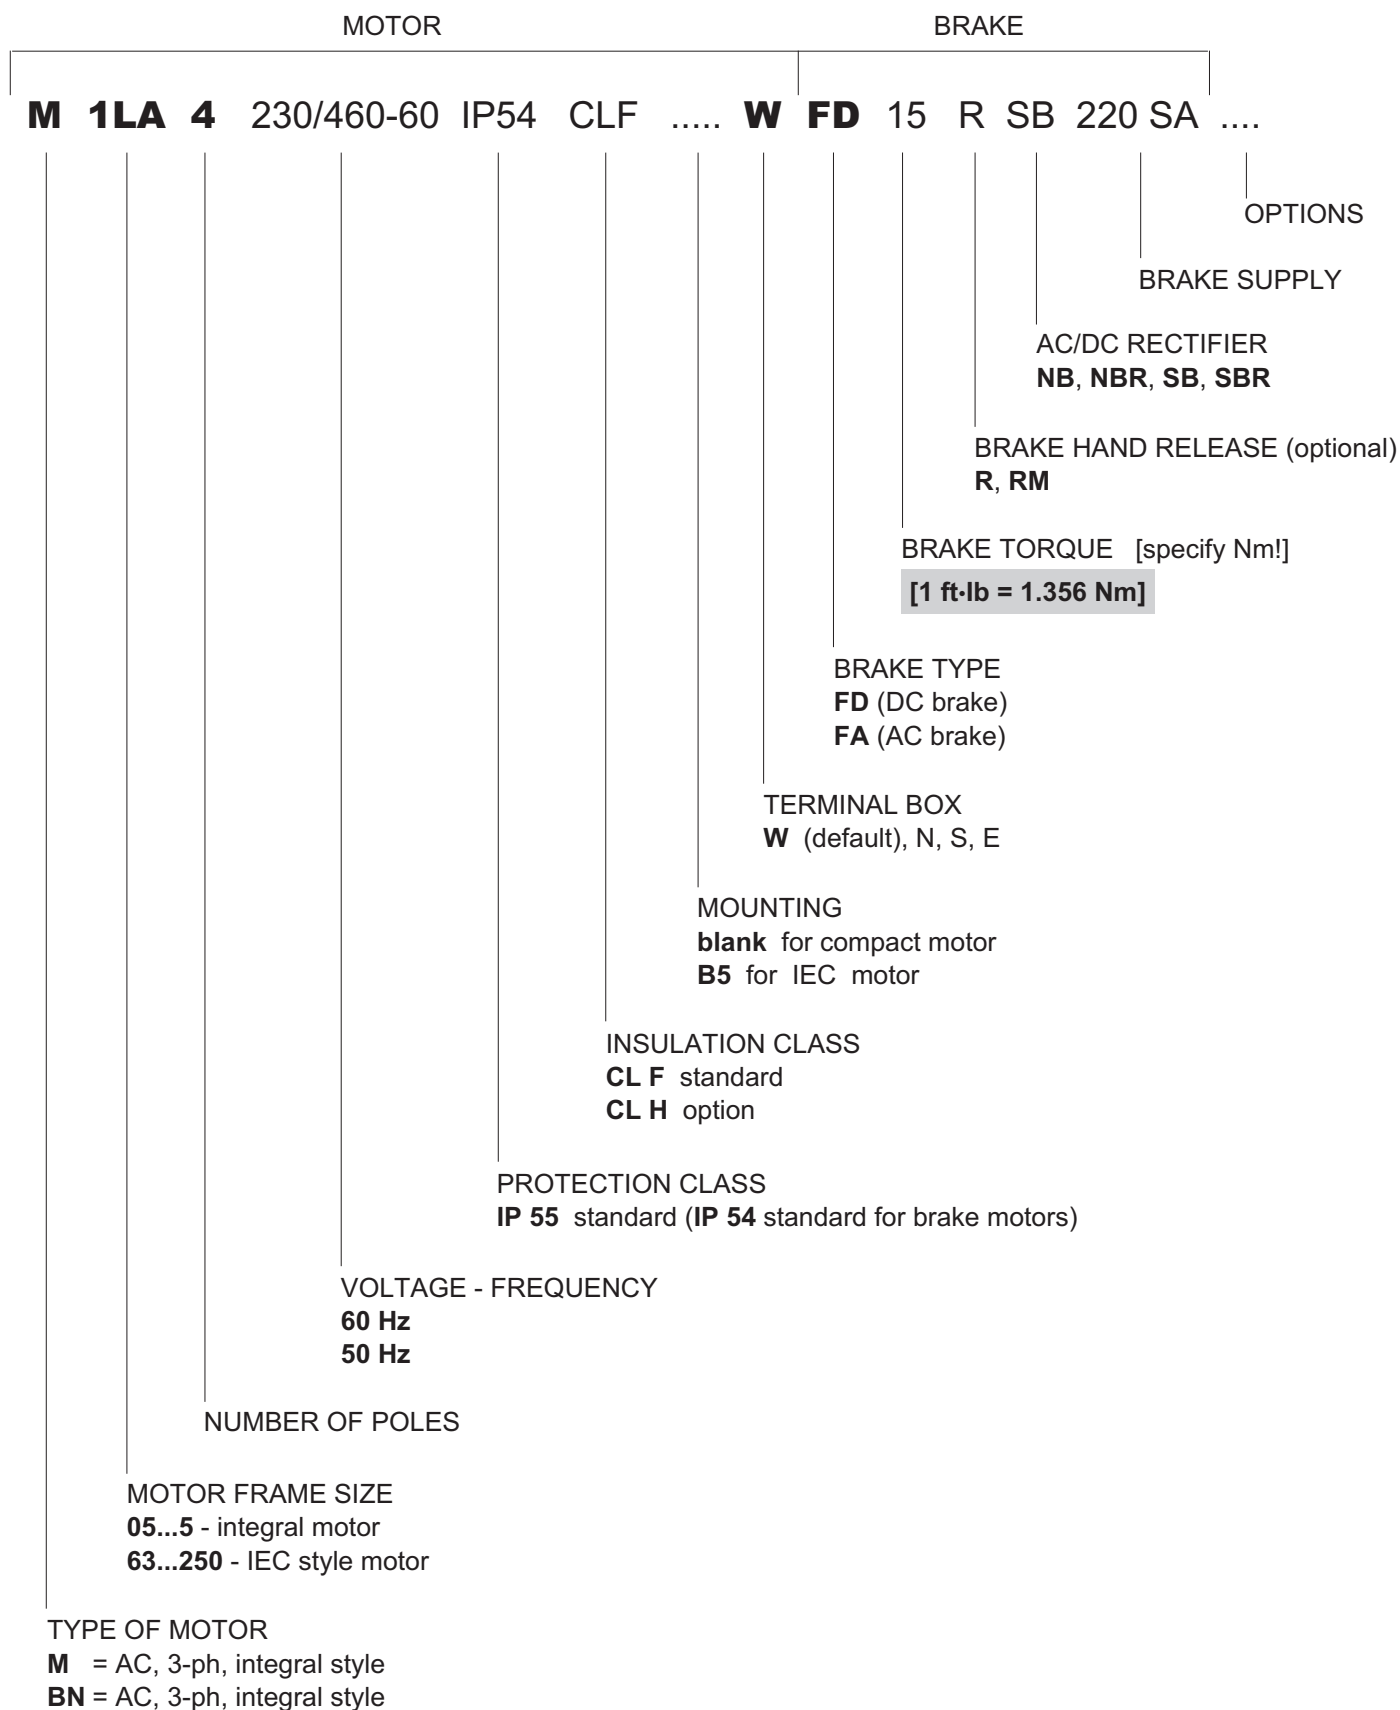 MOTOR BRAKE
M 1LA 4 230/460-60 IP54 CLF ..... W FD 15 R SB 220 SA ....
OPTIONS
BRAKE SUPPLY
AC/DC RECTIFIER
NB, NBR, SB, SBR
BRAKE HAND RELEASE (optional)
R, RM
BRAKE TORQUE [specify Nm!]
[1 ft·lb = 1.356 Nm]
BRAKE TYPE
FD (DC brake)
FA (AC brake)
TERMINAL BOX
W (default), N, S, E
MOUNTING
blank for compact motor
B5 for IEC motor
INSULATION CLASS
CL F standard
CL H option
PROTECTION CLASS
IP 55 standard (IP 54 standard for brake motors)
VOLTAGE - FREQUENCY
60 Hz
50 Hz
NUMBER OF POLES
MOTOR FRAME SIZE
05...5 - integral motor
63...250 - IEC style motor
TYPE OF MOTOR
M = AC, 3-ph, integral style
BN = AC, 3-ph, integral style